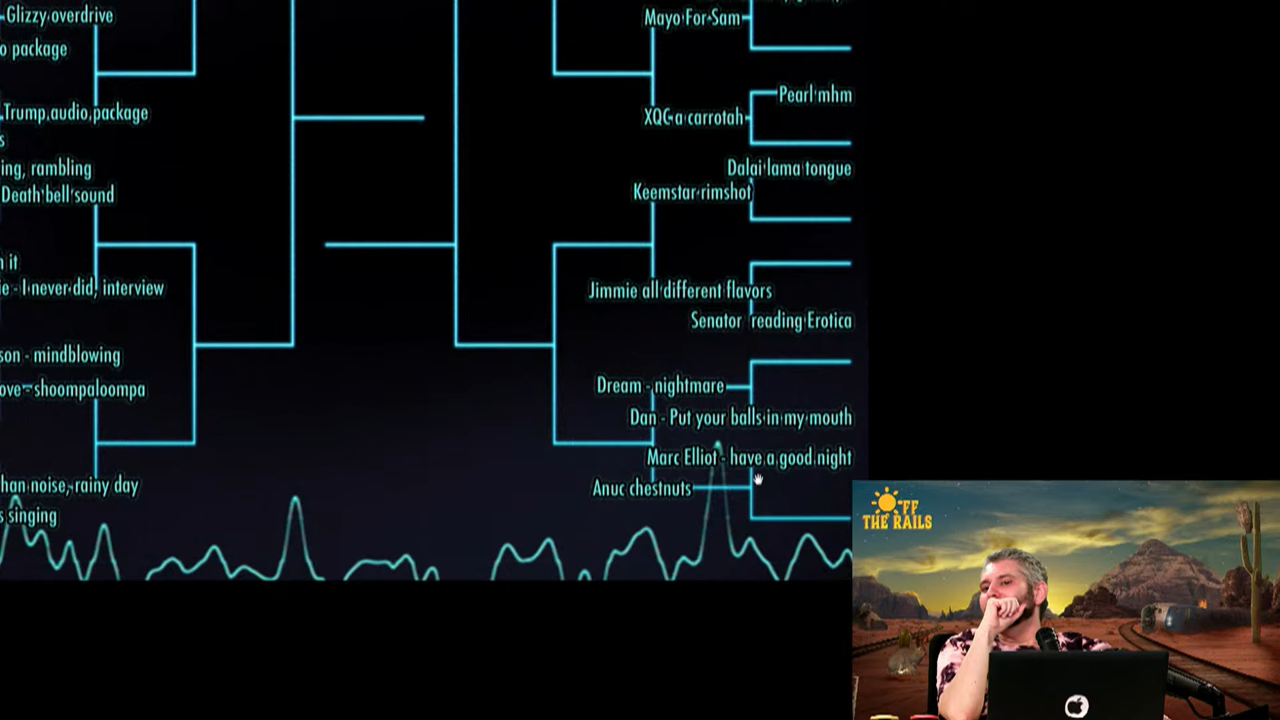 Glizzy overdrive
o package
Trump audio package
s
ing, rambling
Death bell sound
n it
ie - I never did, interview
son - mindblowing
ove - shoompaloompa
han noise, rainy day
s singing
Mayo For Sam
Pearl mhm
XQC a carrotah
Dalai lama tongue
Keemstar rimshot
Jimmie all different flavors
Senator reading Erotica
Dream - nightmare
Dan - Put your balls in my mouth
Marc Elliot - have a good night
Anuc chestnuts
OFF
THE RAILS